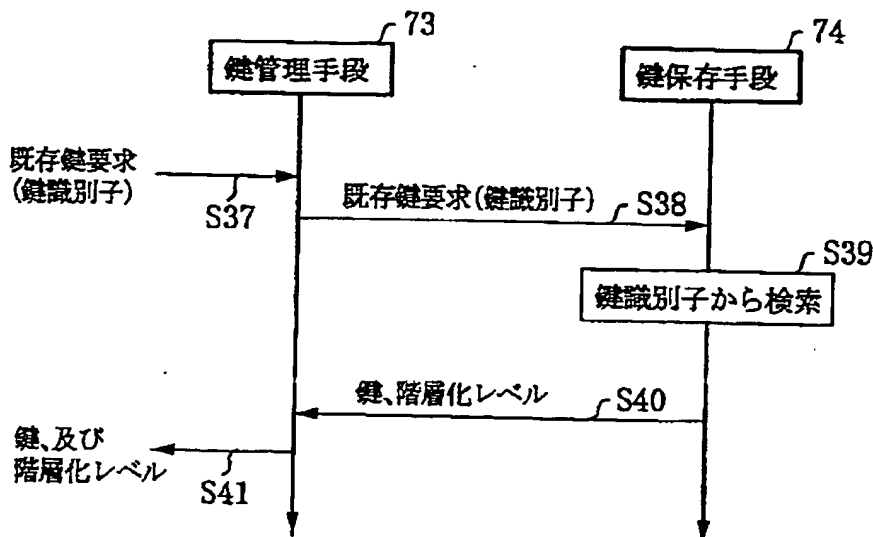 73
鍵管理手段
74
鍵保存手段
既存鍵要求
(鍵識別子)
S37
既存鍵要求(鍵識別子)
S38
S39
鍵識別子から検索
鍵、階層化レベル
S40
鍵、及び
階層化レベル
S41